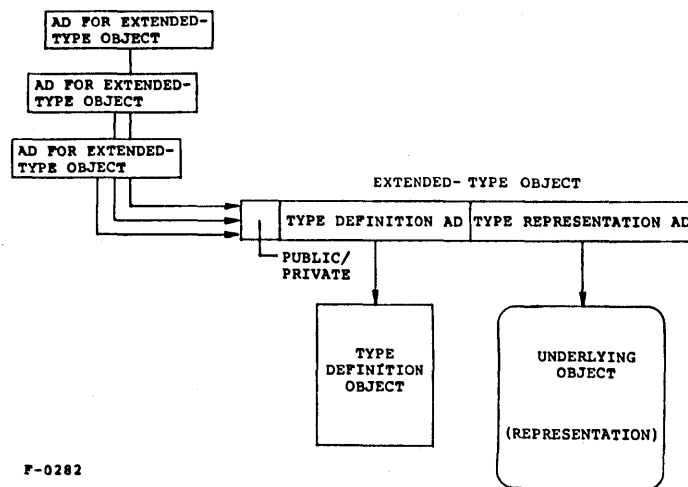 AD FOR EXTENDED-
TYPE OBJECT
AD FOR EXTENDED-
TYPE OBJECT
AD FOR EXTENDED-
TYPE OBJECT
EXTENDED-TYPE OBJECT
TYPE DEFINITION AD
TYPE REPRESENTATION AD
PUBLIC/
PRIVATE
TYPE
DEFINITION
OBJECT
UNDERLYING
OBJECT
(REPRESENTATION)
F-0282